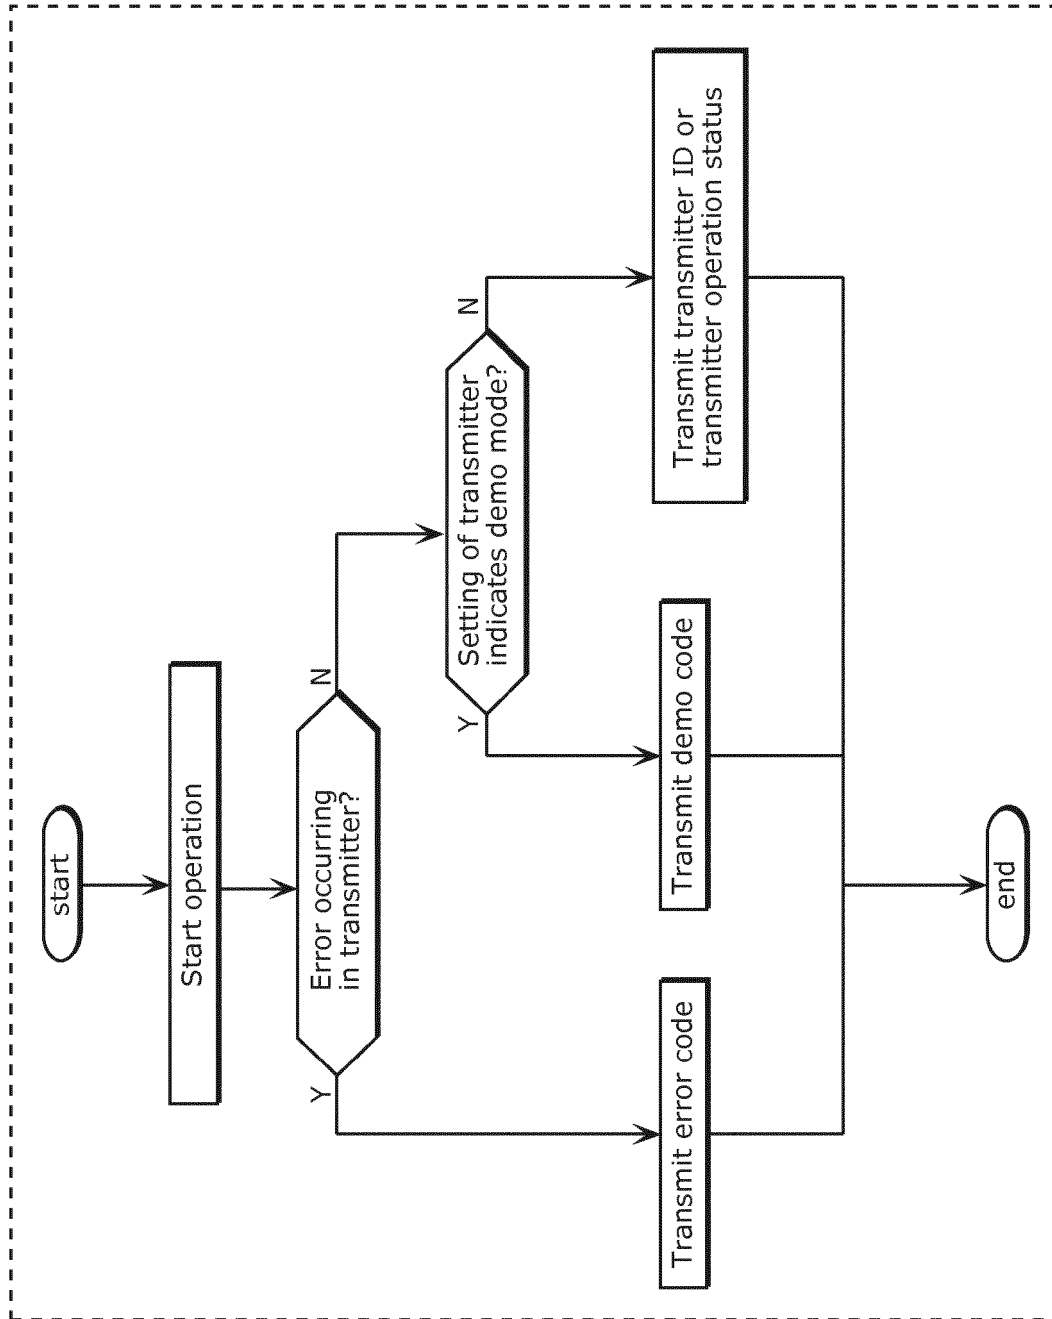 start
Start operation
Error occurring
in transmitter?
Y
N
Setting of transmitter
indicates demo mode?
Y
N
Transmit error code
Transmit demo code
Transmit transmitter ID or
transmitter operation status
end